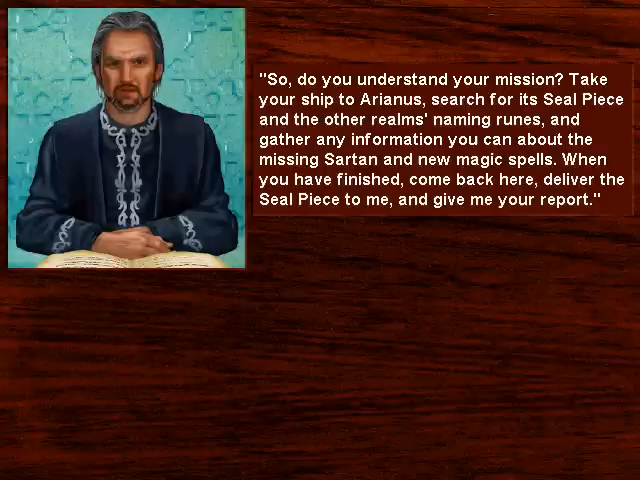 "So, do you understand your mission? Take
your ship to Arianus, search for its Seal Piece
and the other realms' naming runes, and
gather any information you can about the
missing Sartan and new magic spells. When
you have finished, come back here, deliver the
Seal Piece to me, and give me your report."